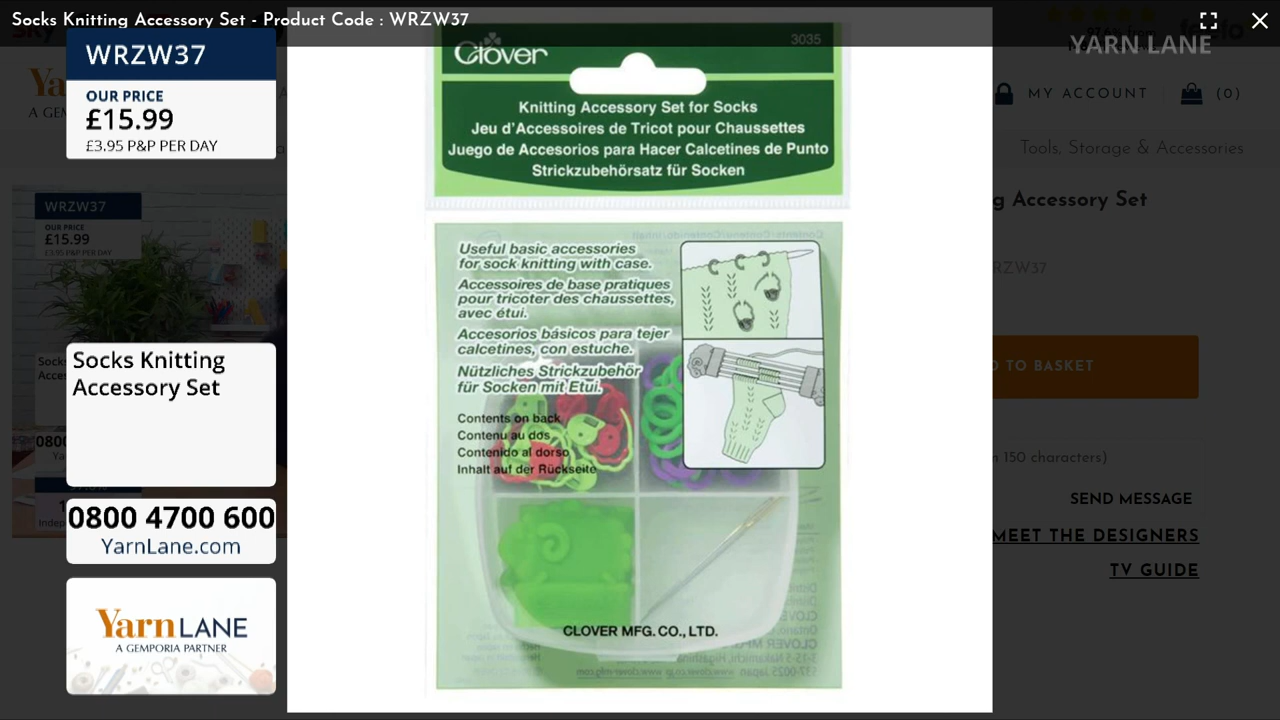 Socks Knitting Accessory Set - Product Code : WRZW37
YARN LANE
WRZW37
OUR PRICE
£15.99
£3.95 P&P PER DAY
Socks Knitting
Accessory Set
0800 4700 600
YarnLane.com
Yarn LANE
A GEMPORIA PARTNER
Clover
3035
Knitting Accessory Set for Socks
Jeu d'Accessoires de Tricot pour Chaussettes
Juego de Accesorios para Hacer Calcetines de Punto
Strickzubehörsatz für Socken
Useful basic accessories
for sock knitting with case.
Accessoires de base pratiques
pour tricoter des chaussettes,
avec étui.
Accesorios básicos para tejer
calcetines, con estuche.
Nützliches Strickzubehör
für Socken mit Etui.
Contents on back
Contenu au dos
Contenido al dorso
Inhalt auf der Rückseite
CLOVER MFG. CO., LTD.
MY ACCOUNT
(0)
Tools, Storage & Accessories
Accessory Set
RZW37
TO BASKET
150 characters)
SEND MESSAGE
MEET THE DESIGNERS
TV GUIDE
WRZW37
OUR PRICE
£15.99
£3.95 P&P PER DAY